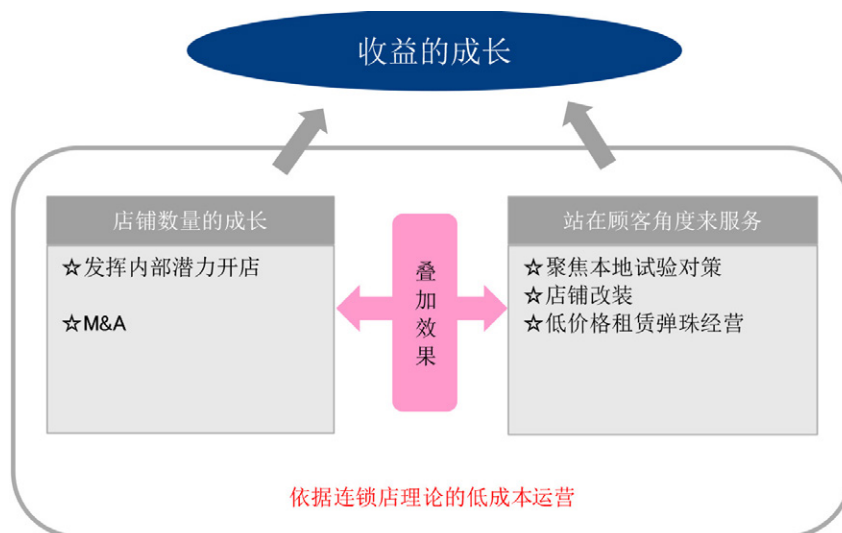 收益的成长
店铺数量的成长
☆发挥内部潜力开店
☆M&A
叠加效果
站在顾客角度来服务
☆聚焦本地试验对策
☆店铺改装
☆低价格租赁弹珠经营
依据连锁店理论的低成本运营